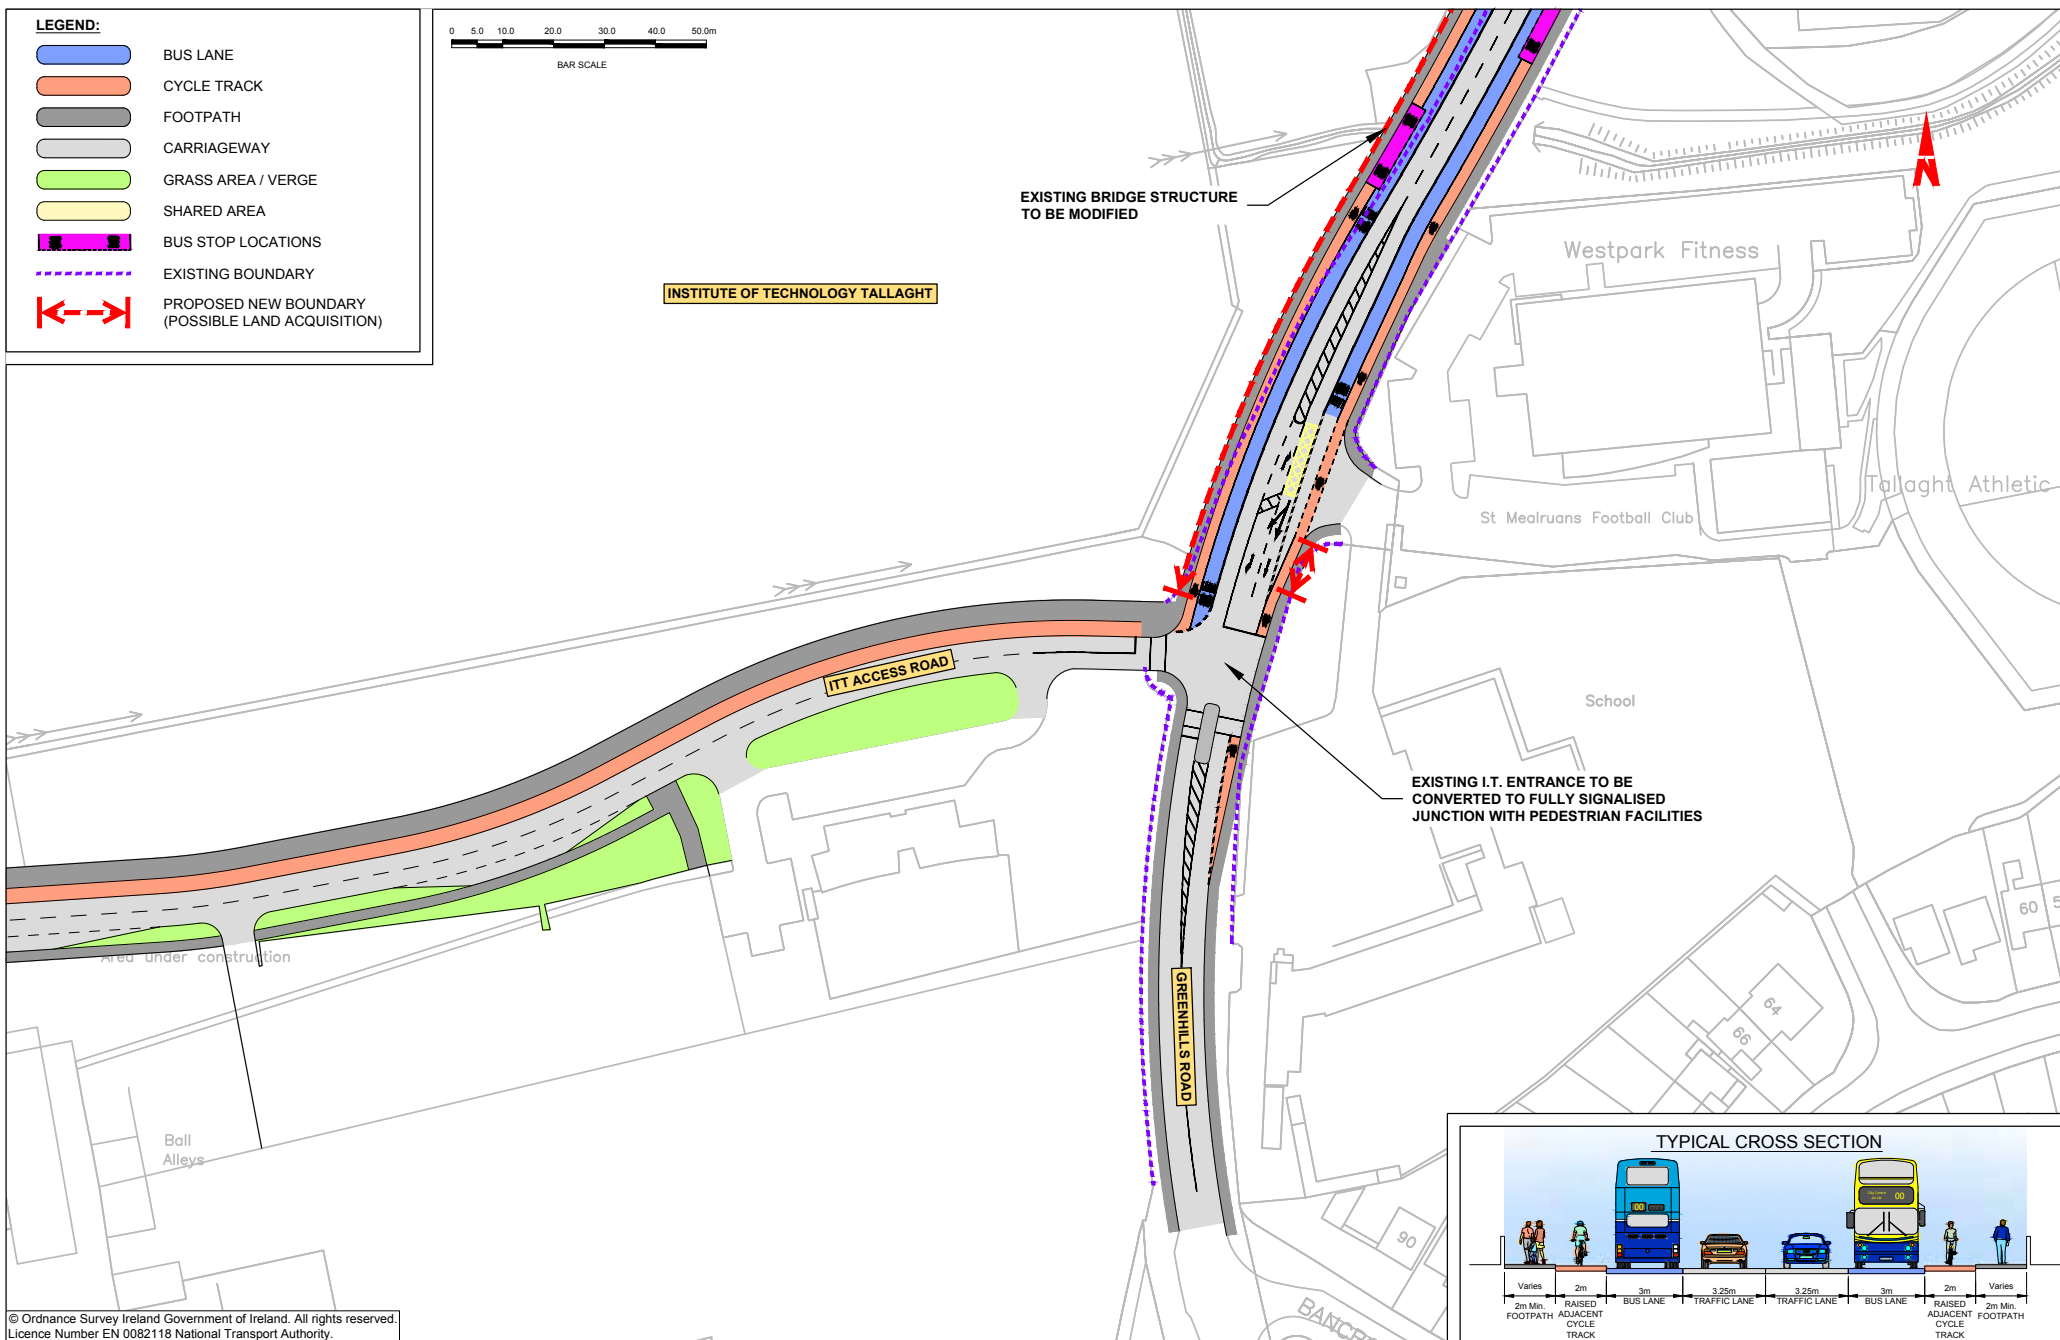 LEGEND:
BUS LANE
CYCLE TRACK
FOOTPATH
CARRIAGEWAY
GRASS AREA / VERGE
SHARED AREA
BUS STOP LOCATIONS
EXISTING BOUNDARY
PROPOSED NEW BOUNDARY
(POSSIBLE LAND ACQUISITION)
0 5.0 10.0 20.0 30.0 40.0 50.0m
BAR SCALE
EXISTING BRIDGE STRUCTURE
TO BE MODIFIED
N
Westpark Fitness
INSTITUTE OF TECHNOLOGY TALLAGHT
Tallaght Athletic
St Mealruans Football Club
ITT ACCESS ROAD
School
EXISTING I.T. ENTRANCE TO BE
CONVERTED TO FULLY SIGNALISED
JUNCTION WITH PEDESTRIAN FACILITIES
60
Area under construction
64
66
GREENHILLS ROAD
Ball
Alleys
90
TYPICAL CROSS SECTION
00
00
Varies 2m 3m 3.25m 3.25m 3m 2m Varies
2m Min.
FOOTPATH
RAISED
ADJACENT
CYCLE
TRACK
BUS LANE
TRAFFIC LANE
TRAFFIC LANE
BUS LANE
RAISED
ADJACENT
CYCLE
TRACK
2m Min.
FOOTPATH
© Ordnance Survey Ireland Government of Ireland. All rights reserved.
Licence Number EN 0082118 National Transport Authority.